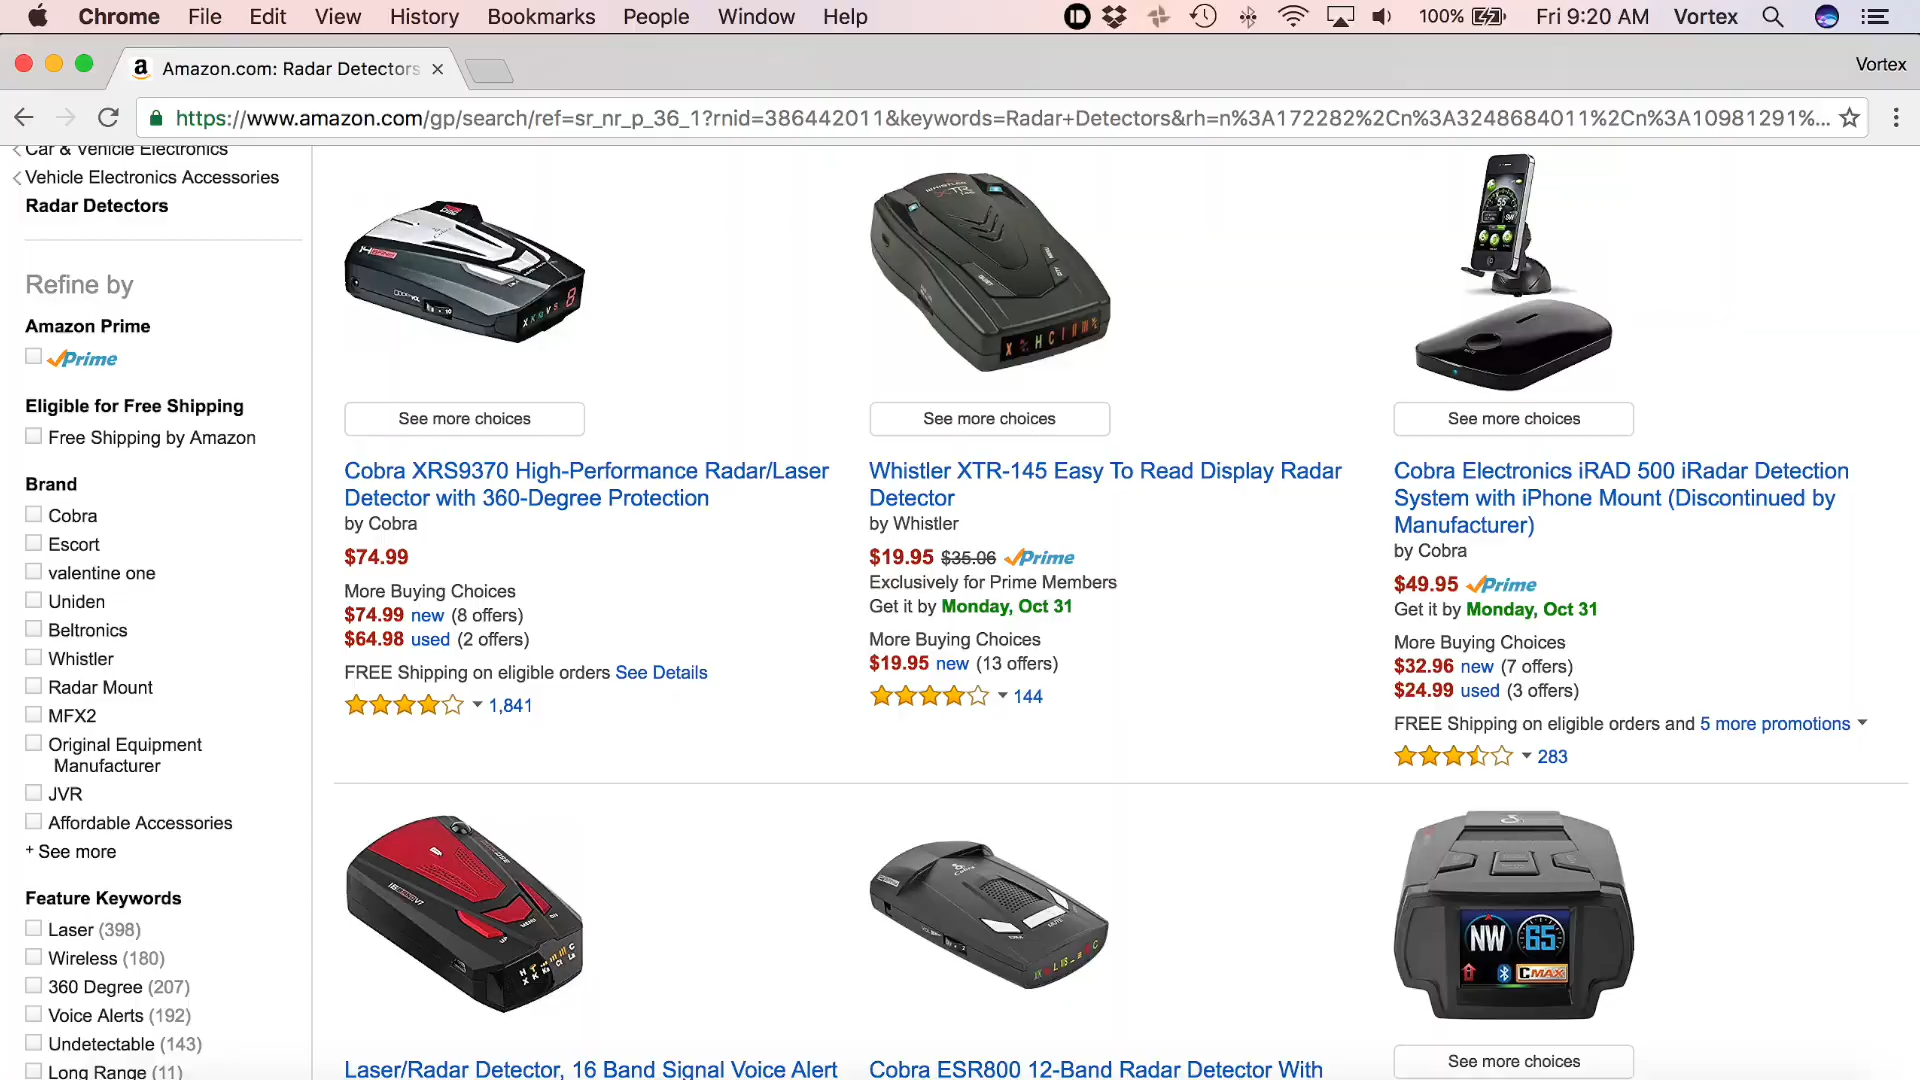 Chrome File Edit View History Bookmarks People Window Help 100% Fri 9:20 AM Vortex
Amazon.com: Radar Detectors Vortex
https://www.amazon.com/gp/search/ref=sr_nr_p_36_1?rnid=386442011&keywords=Radar+Detectors&rh=n%3A172282%2Cn%3A3248684011%2Cn%3A10981291%...
Car & Vehicle Electronics
Vehicle Electronics Accessories
Radar Detectors
Refine by
Amazon Prime
Prime
Eligible for Free Shipping
Free Shipping by Amazon
Brand
Cobra
Escort
valentine one
Uniden
Beltronics
Whistler
Radar Mount
MFX2
Original Equipment
Manufacturer
JVR
Affordable Accessories
+ See more
Feature Keywords
Laser (398)
Wireless (180)
360 Degree (207)
Voice Alerts (192)
Undetectable (143)
Long Range (11)
See more choices
Cobra XRS9370 High-Performance Radar/Laser
Detector with 360-Degree Protection
by Cobra
$74.99
More Buying Choices
$74.99 new (8 offers)
$64.98 used (2 offers)
FREE Shipping on eligible orders See Details
1,841
See more choices
Whistler XTR-145 Easy To Read Display Radar
Detector
by Whistler
$19.95 $35.06 Prime
Exclusively for Prime Members
Get it by Monday, Oct 31
More Buying Choices
$19.95 new (13 offers)
144
See more choices
Cobra Electronics iRAD 500 iRadar Detection
System with iPhone Mount (Discontinued by
Manufacturer)
by Cobra
$49.95 Prime
Get it by Monday, Oct 31
More Buying Choices
$32.96 new (7 offers)
$24.99 used (3 offers)
FREE Shipping on eligible orders and 5 more promotions
283
Laser/Radar Detector, 16 Band Signal Voice Alert
Cobra ESR800 12-Band Radar Detector With
NW 65
CMAX
See more choices